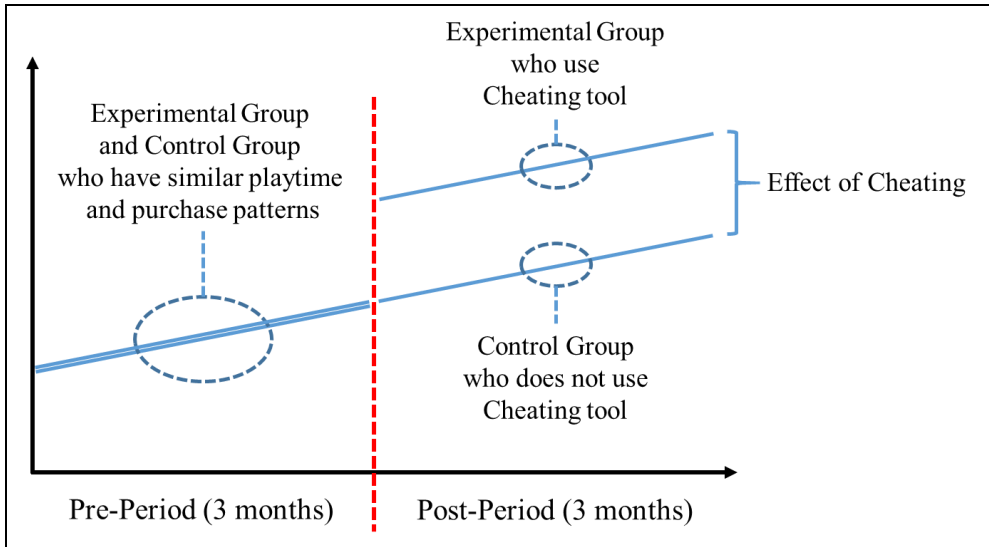 Experimental Group
who use
Cheating tool
Experimental Group
and Control Group
who have similar playtime
and purchase patterns
Effect of Cheating
Control Group
who does not use
Cheating tool
Pre-Period (3 months)
Post-Period (3 months)